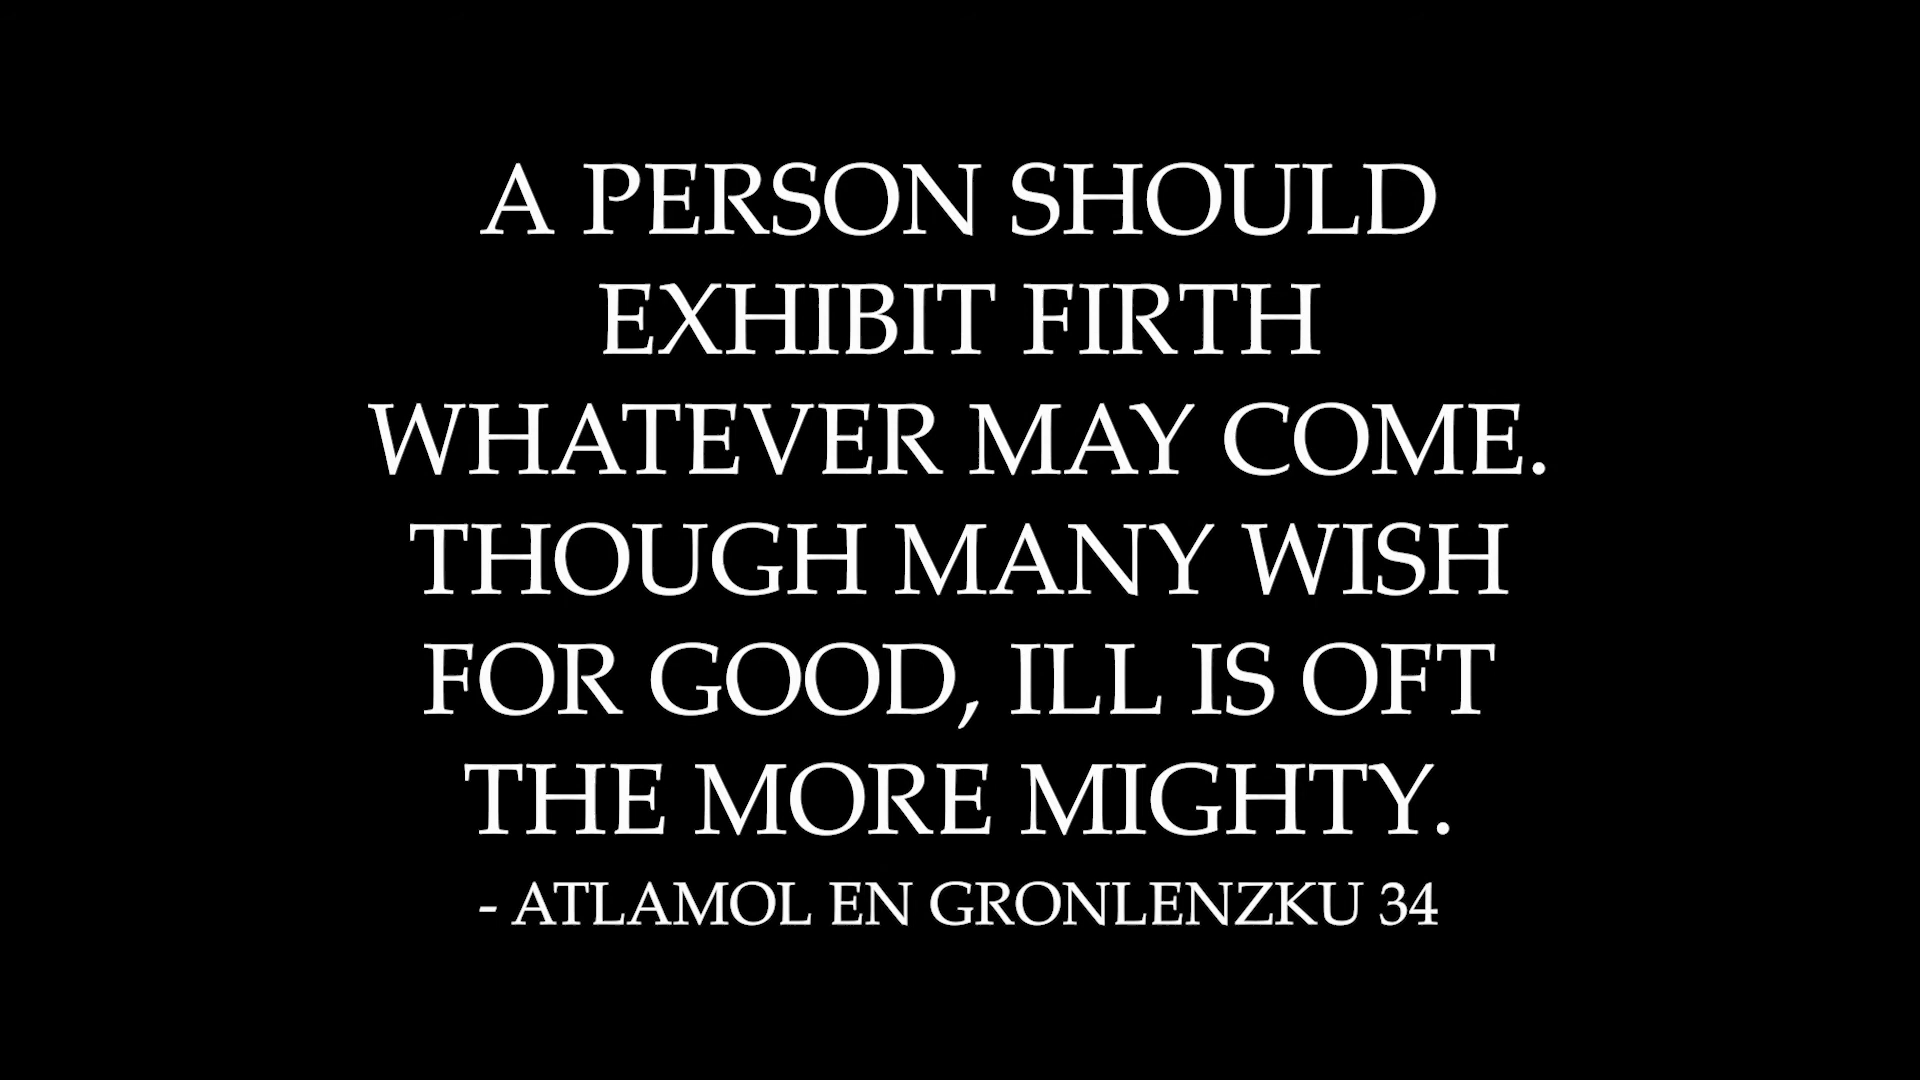 A PERSON SHOULD
EXHIBIT FIRTH
WHATEVER MAY COME.
THOUGH MANY WISH
FOR GOOD, ILL IS OFT
THE MORE MIGHTY.
- ATLAMOL EN GRONLENZKU 34